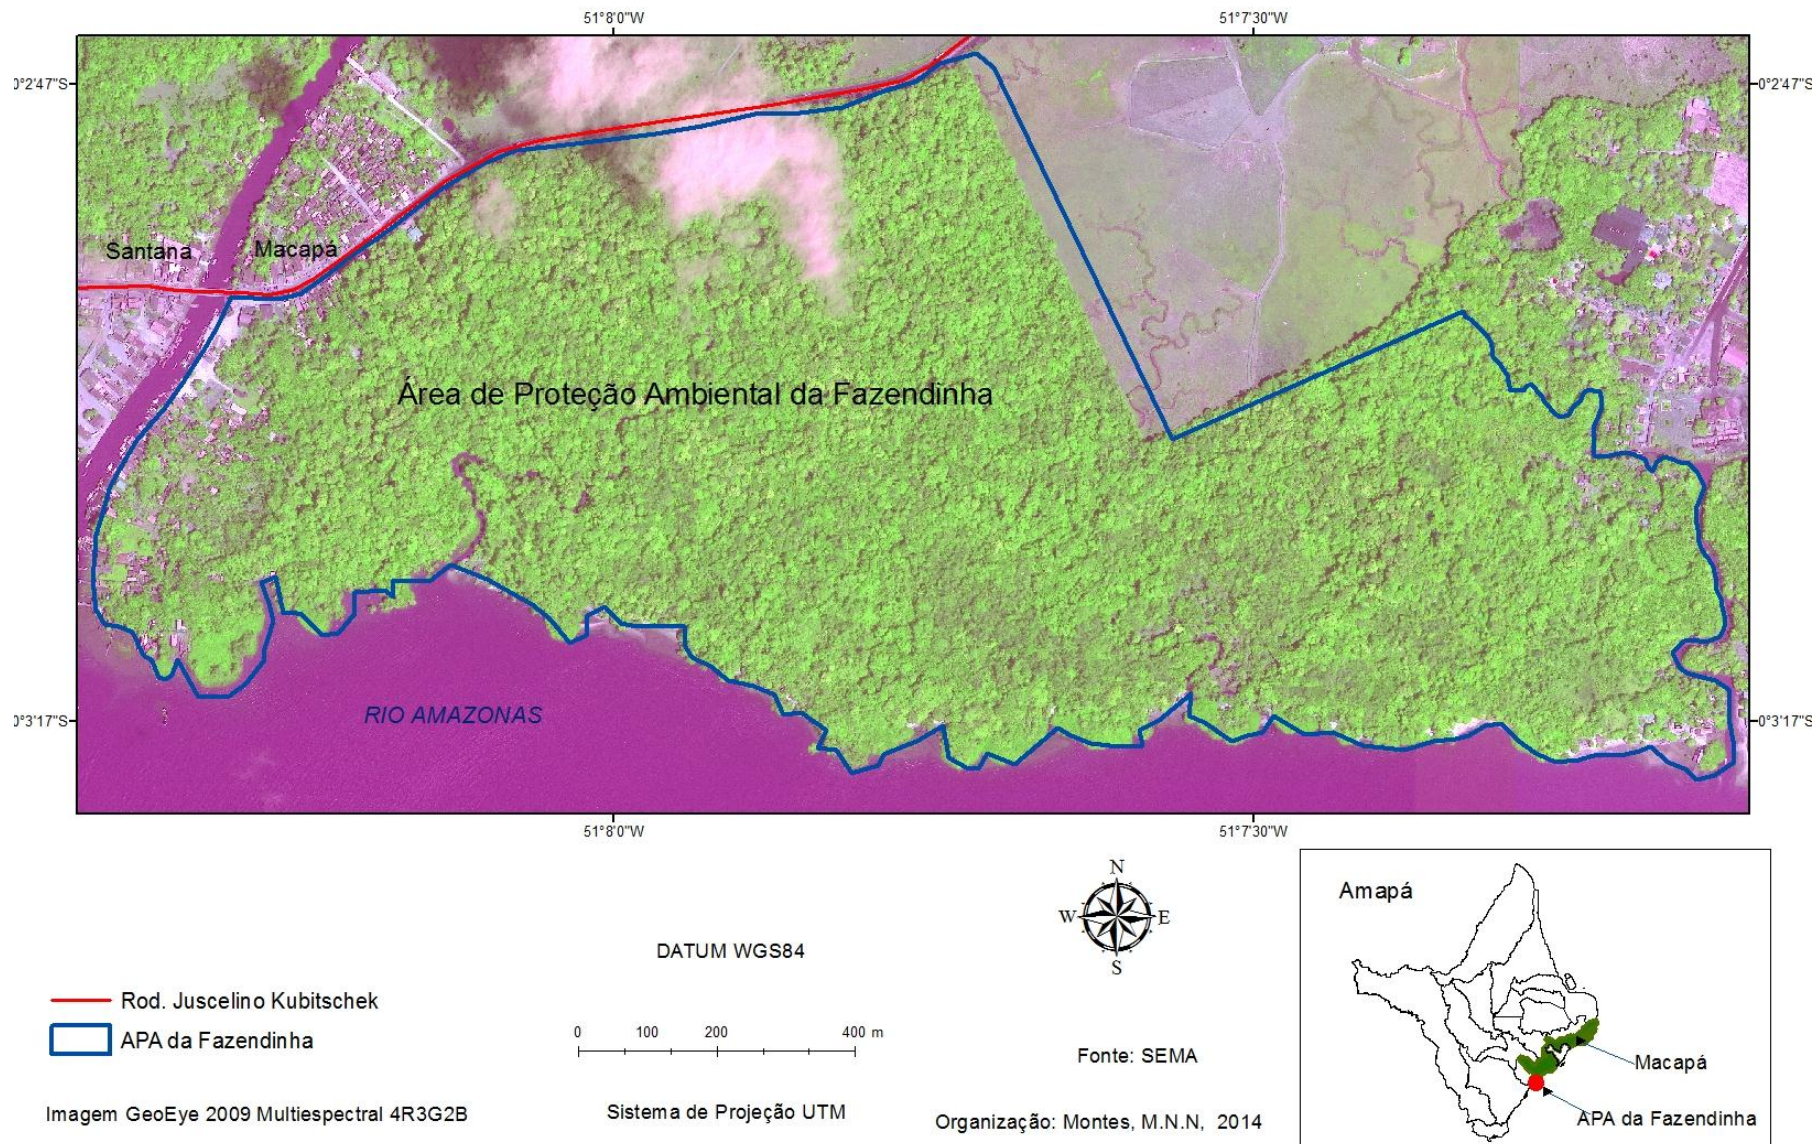 51°8'0"W
51°7'30"W
0°2'47"S
0°2'47"S
Santana
Macapá
Área de Proteção Ambiental da Fazendinha
RIO AMAZONAS
0°3'17"S
0°3'17"S
51°8'0"W
51°7'30"W
N
W
E
S
DATUM WGS84
Rod. Juscelino Kubitschek
APA da Fazendinha
0 100 200 400 m
Fonte: SEMA
Imagem GeoEye 2009 Multiespectral 4R3G2B
Sistema de Projeção UTM
Organização: Montes, M.N.N, 2014
Amapá
Macapá
APA da Fazendinha